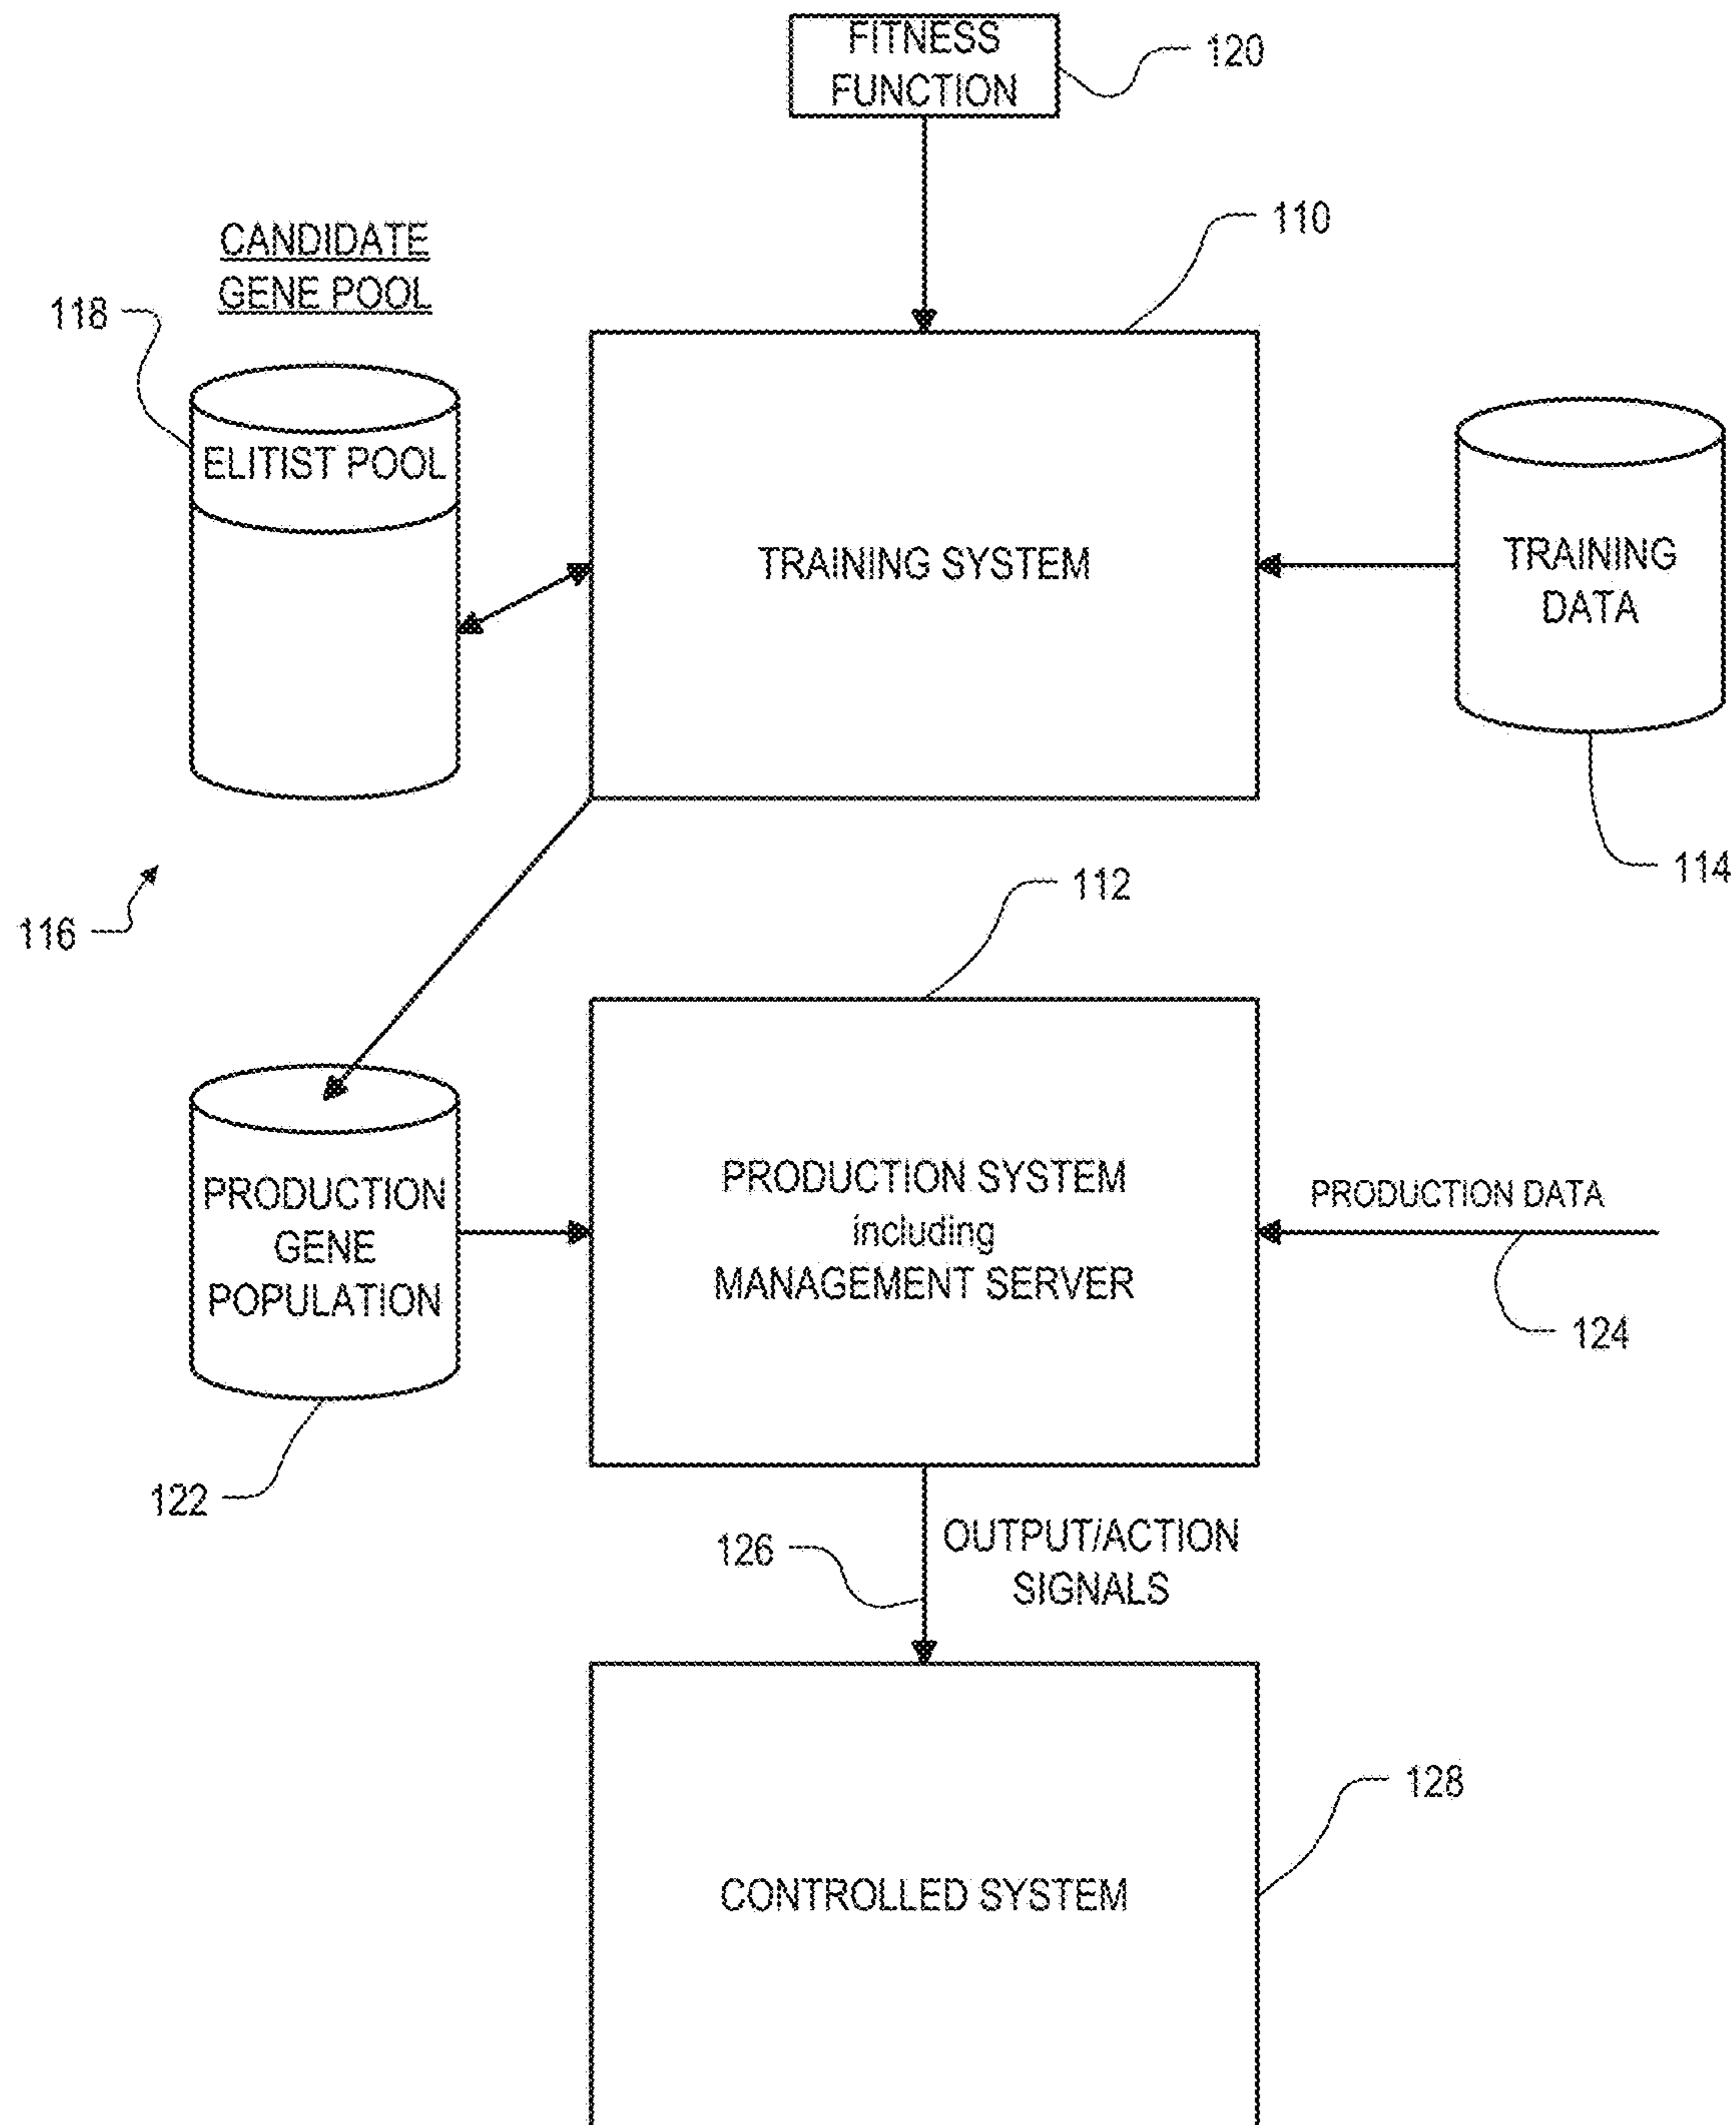 FITNESS
FUNCTION
120
110
CANDIDATE
GENE POOL
118
ELITIST POOL
TRAINING SYSTEM
TRAINING
DATA
114
116
112
PRODUCTION
GENE
POPULATION
PRODUCTION SYSTEM
including
MANAGEMENT SERVER
PRODUCTION DATA
124
122
126
OUTPUT/ACTION
SIGNALS
128
CONTROLLED SYSTEM